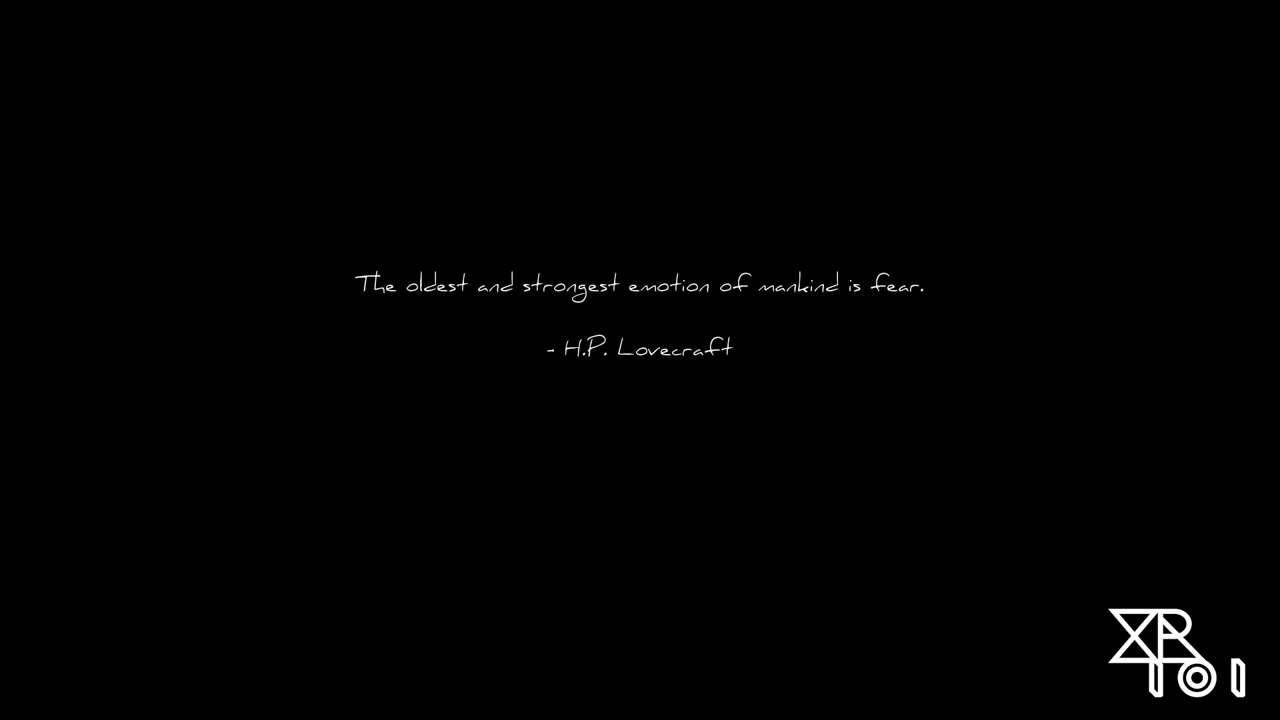 The oldest and strongest emotion of mankind is fear.
- H.P. Lovecraft
XR
101